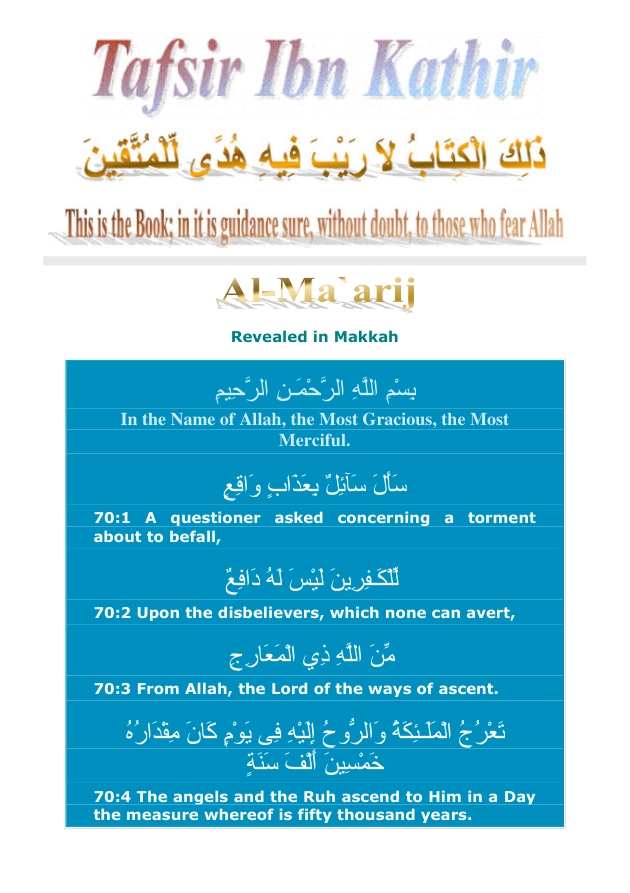 Tafsir Ibn Kathir
ذَلِكَ الْكِتَابُ لاَ رَيْبَ فِيهِ هُدًى لِّلْمُتَّقِينَ
This is the Book; in it is guidance sure, without doubt, to those who fear Allah
Al-Ma`arij
Revealed in Makkah
بِسْمِ اللَّهِ الرَّحْمَـنِ الرَّحِيمِ
In the Name of Allah, the Most Gracious, the Most
Merciful.
سَأَلَ سَآئِلٌ بِعَذَابٍ وَاقِعٍ
70:1 A questioner asked concerning a torment
about to befall,
لِّلْكَـفِرِينَ لَيْسَ لَهُ دَافِعٌ
70:2 Upon the disbelievers, which none can avert,
مِّنَ اللَّهِ ذِي الْمَعَارِجِ
70:3 From Allah, the Lord of the ways of ascent.
تَعْرُجُ الْمَلَـئِكَةُ وَالرُّوحُ إِلَيْهِ فِى يَوْمٍ كَانَ مِقْدَارُهُ
خَمْسِينَ أَلْفَ سَنَةٍ
70:4 The angels and the Ruh ascend to Him in a Day
the measure whereof is fifty thousand years.